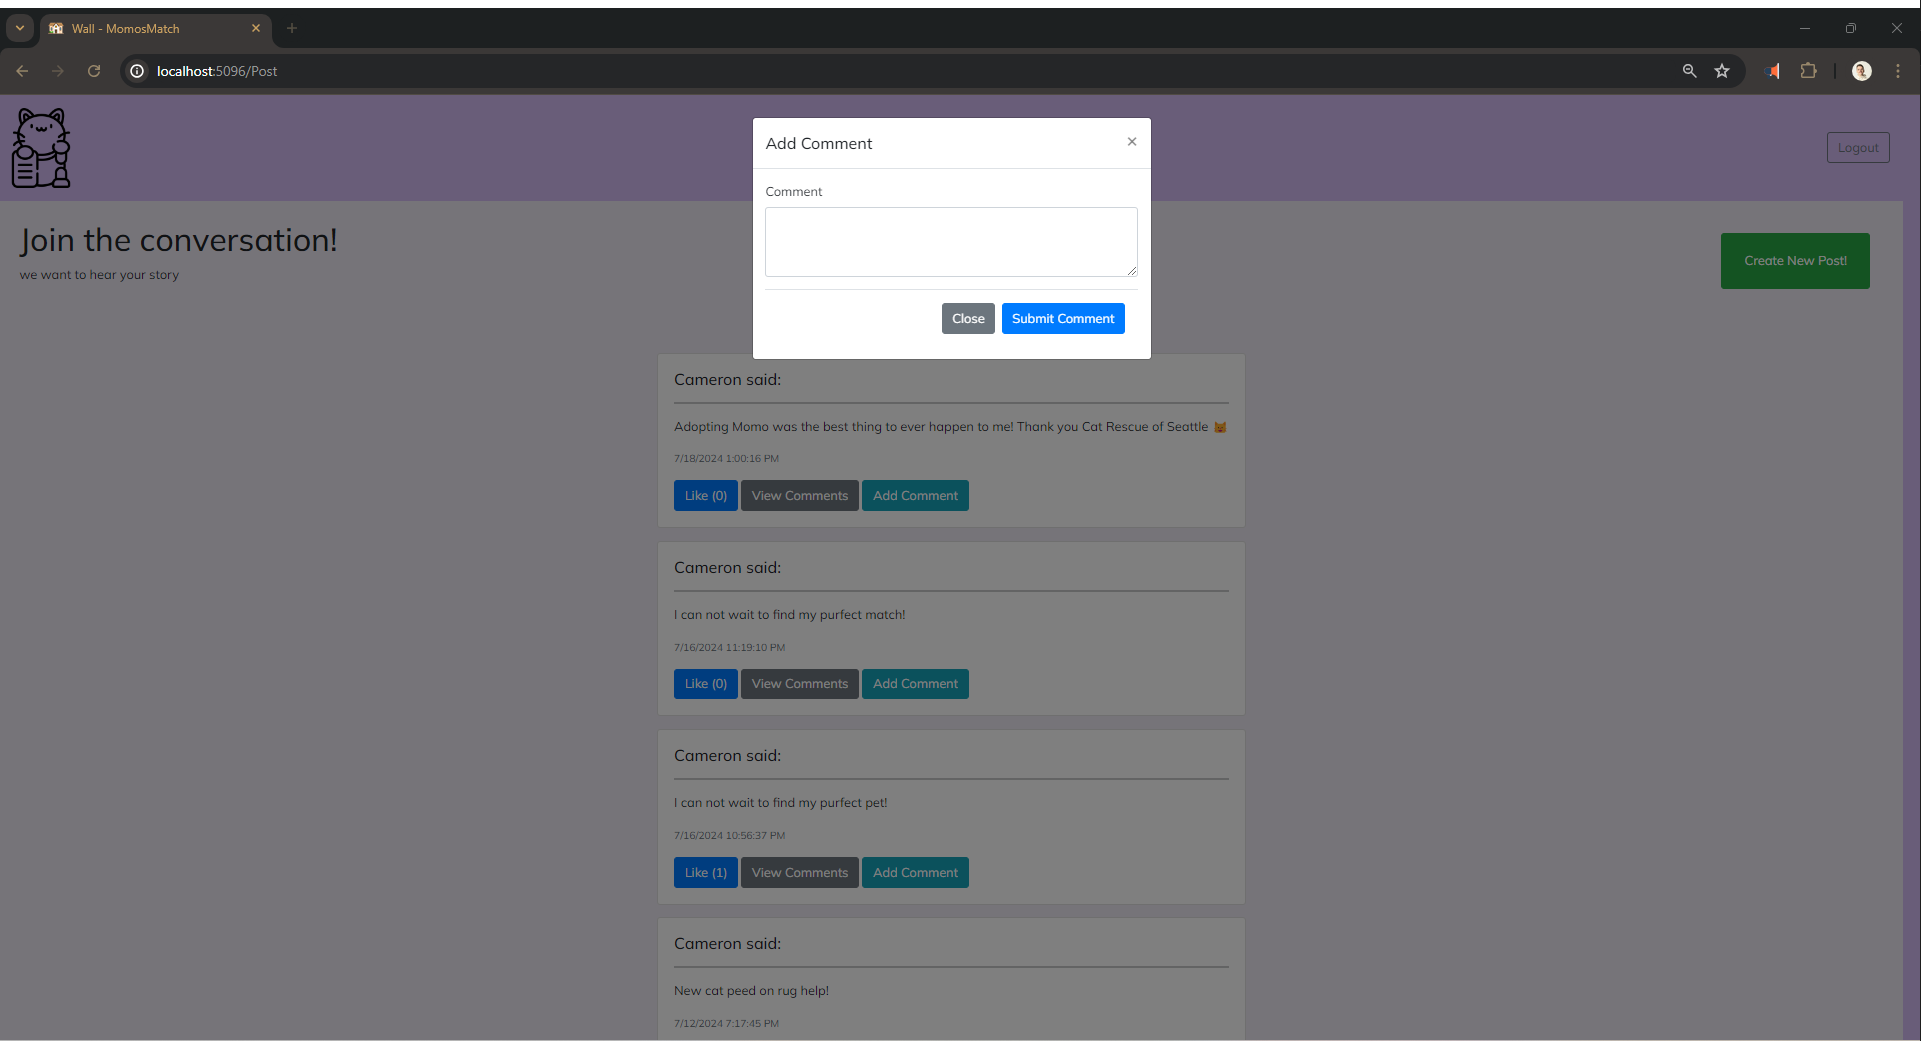 Wall - MomosMatch
localhost:5096/Post
Add Comment
Logout
Comment
Join the conversation!
we want to hear your story
Create New Post!
Close Submit Comment
Cameron said:
Adopting Momo was the best thing to ever happen to me! Thank you Cat Rescue of Seattle 😺
7/18/2024 1:00:16 PM
Like (0) View Comments Add Comment
Cameron said:
I can not wait to find my purfect match!
7/16/2024 11:19:10 PM
Like (0) View Comments Add Comment
Cameron said:
I can not wait to find my purfect pet!
7/16/2024 10:56:37 PM
Like (1) View Comments Add Comment
Cameron said:
New cat peed on rug help!
7/12/2024 7:17:45 PM